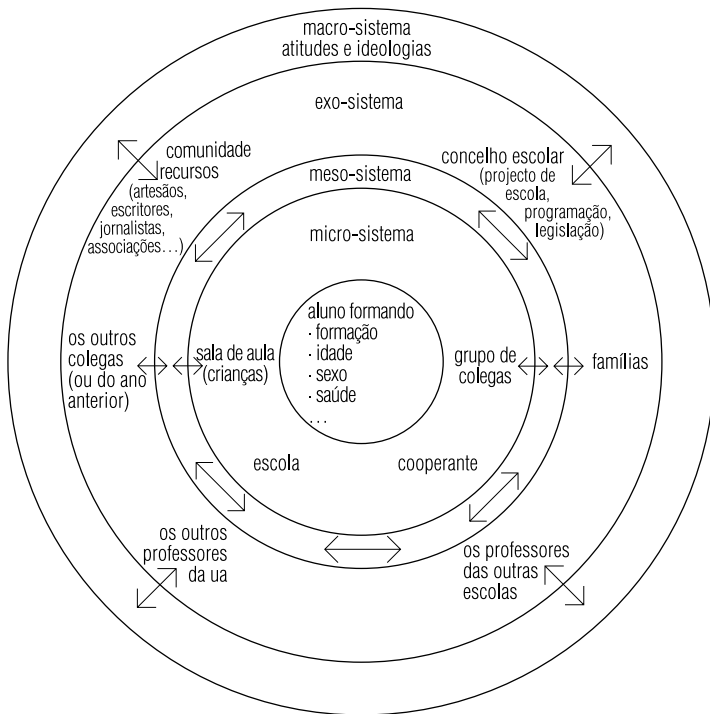 macro-sistema
atitudes e ideologias
exo-sistema
comunidade
recursos
(artesãos,
escritores,
jornalistas,
associações...)
concelho escolar
(projecto de
escola,
programação,
legislação)
meso-sistema
micro-sistema
aluno formando
· formação
· idade
· sexo
· saúde
...
os outros
colegas
(ou do ano
anterior)
sala de aula
(crianças)
grupo de
colegas
famílias
escola
cooperante
os outros
professores
da ua
os professores
das outras
escolas